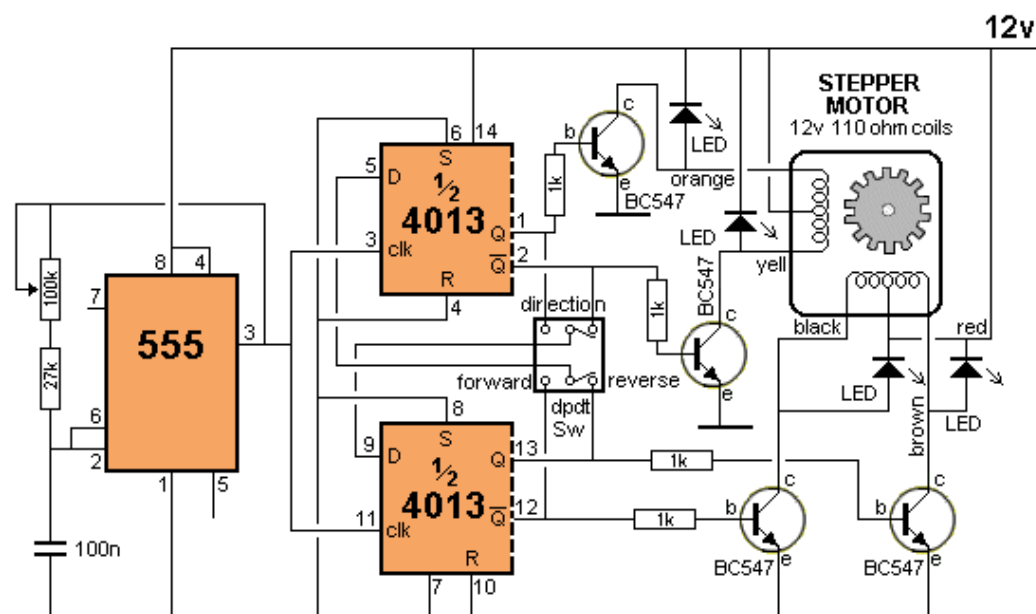 12v
STEPPER
MOTOR
12v 110 ohm coils
6
14
c
b
LED
5
S
D
½
4013
1k
e
orange
BC547
3
clk
Q
1
Q
2
R
4
LED
yell
BC547
8
4
100k
7
555
3
27k
6
2
1
5
100n
direction
1k
c
b
e
forward
reverse
dpdt
Sw
black
red
LED
LED
brown
8
9
S
D
½
4013
Q
13
1k
11
clk
Q
12
1k
R
7
10
c
b
e
BC547
c
b
e
BC547